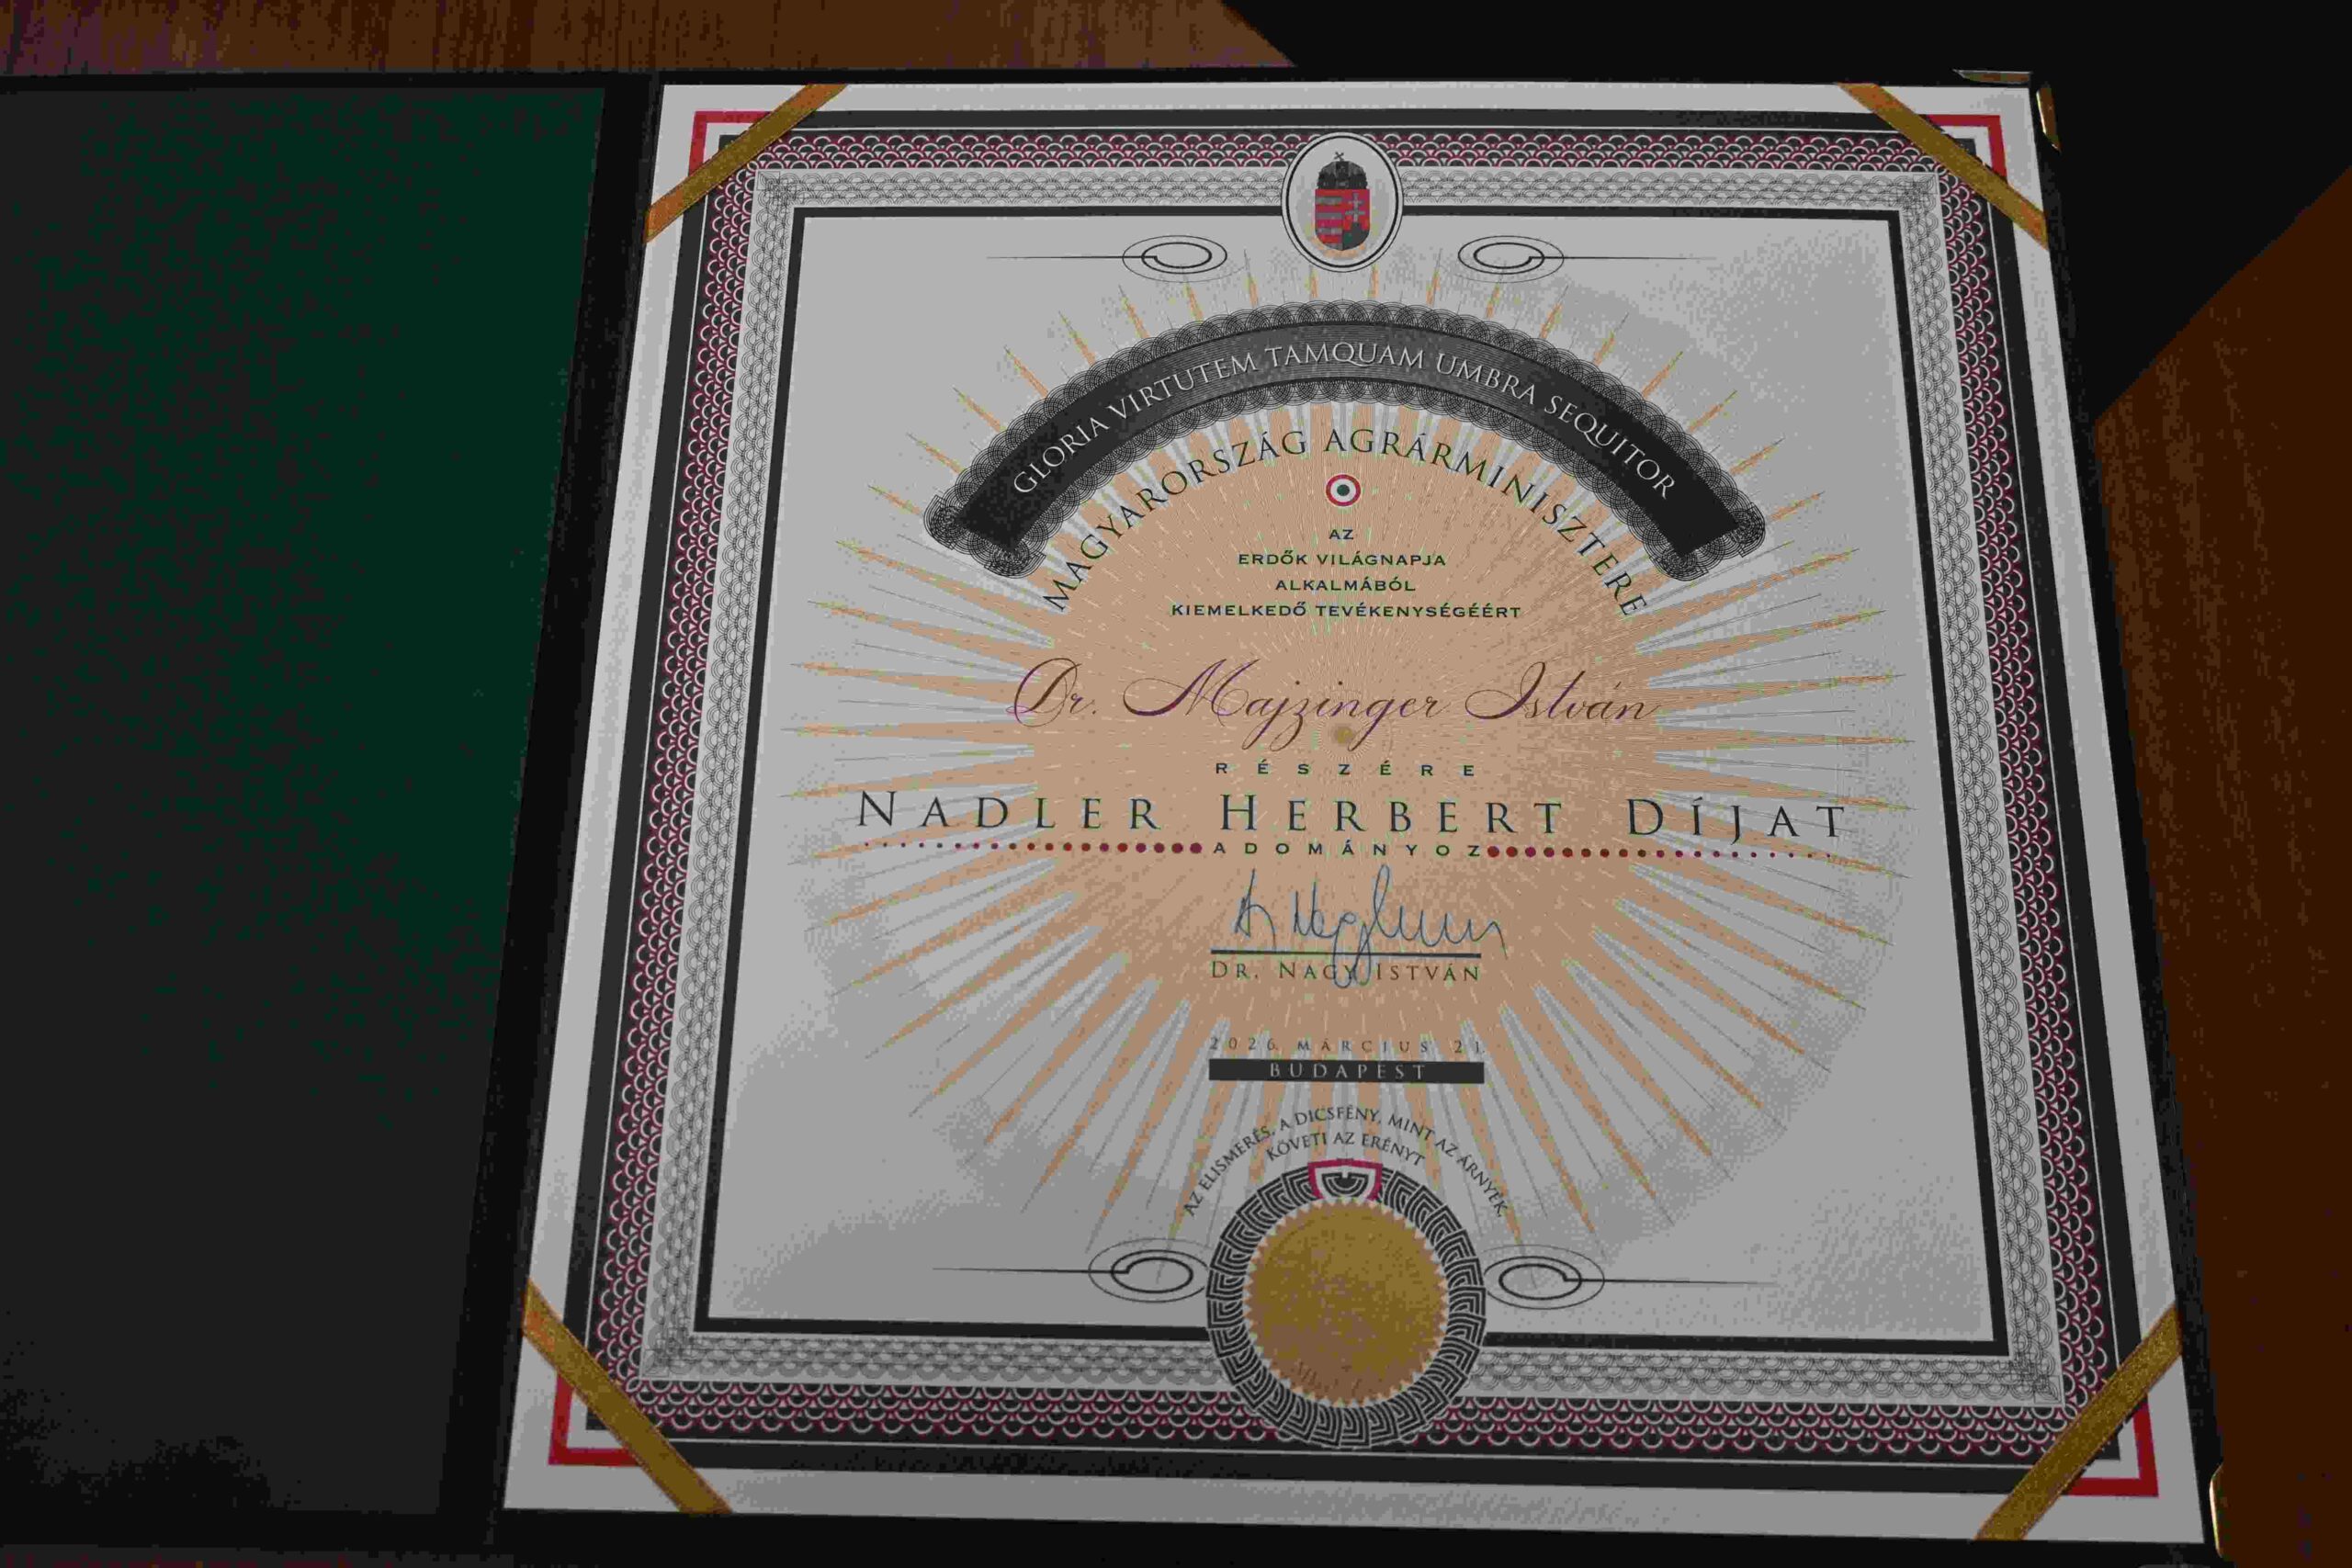 GLORIA VIRTUTEM TAMQUAM UMBRA SEQUITOR
MAGYARORSZÁG AGRÁRMINISZTERE
AZ
ERDŐK VILÁGNAPJA
ALKALMÁBÓL
KIEMELKEDŐ TEVÉKENYSÉGÉÉRT
Dr. Majzinger István
RÉSZÉRE
NADLER HERBERT DÍJAT
ADOMÁNYOZ
DR. NAGY ISTVÁN
2026. MÁRCIUS 21.
BUDAPEST
AZ ELISMERÉS, A DICSFÉNY, MINT AZ ÁRNYÉK,
KÖVETI AZ ERÉNYT